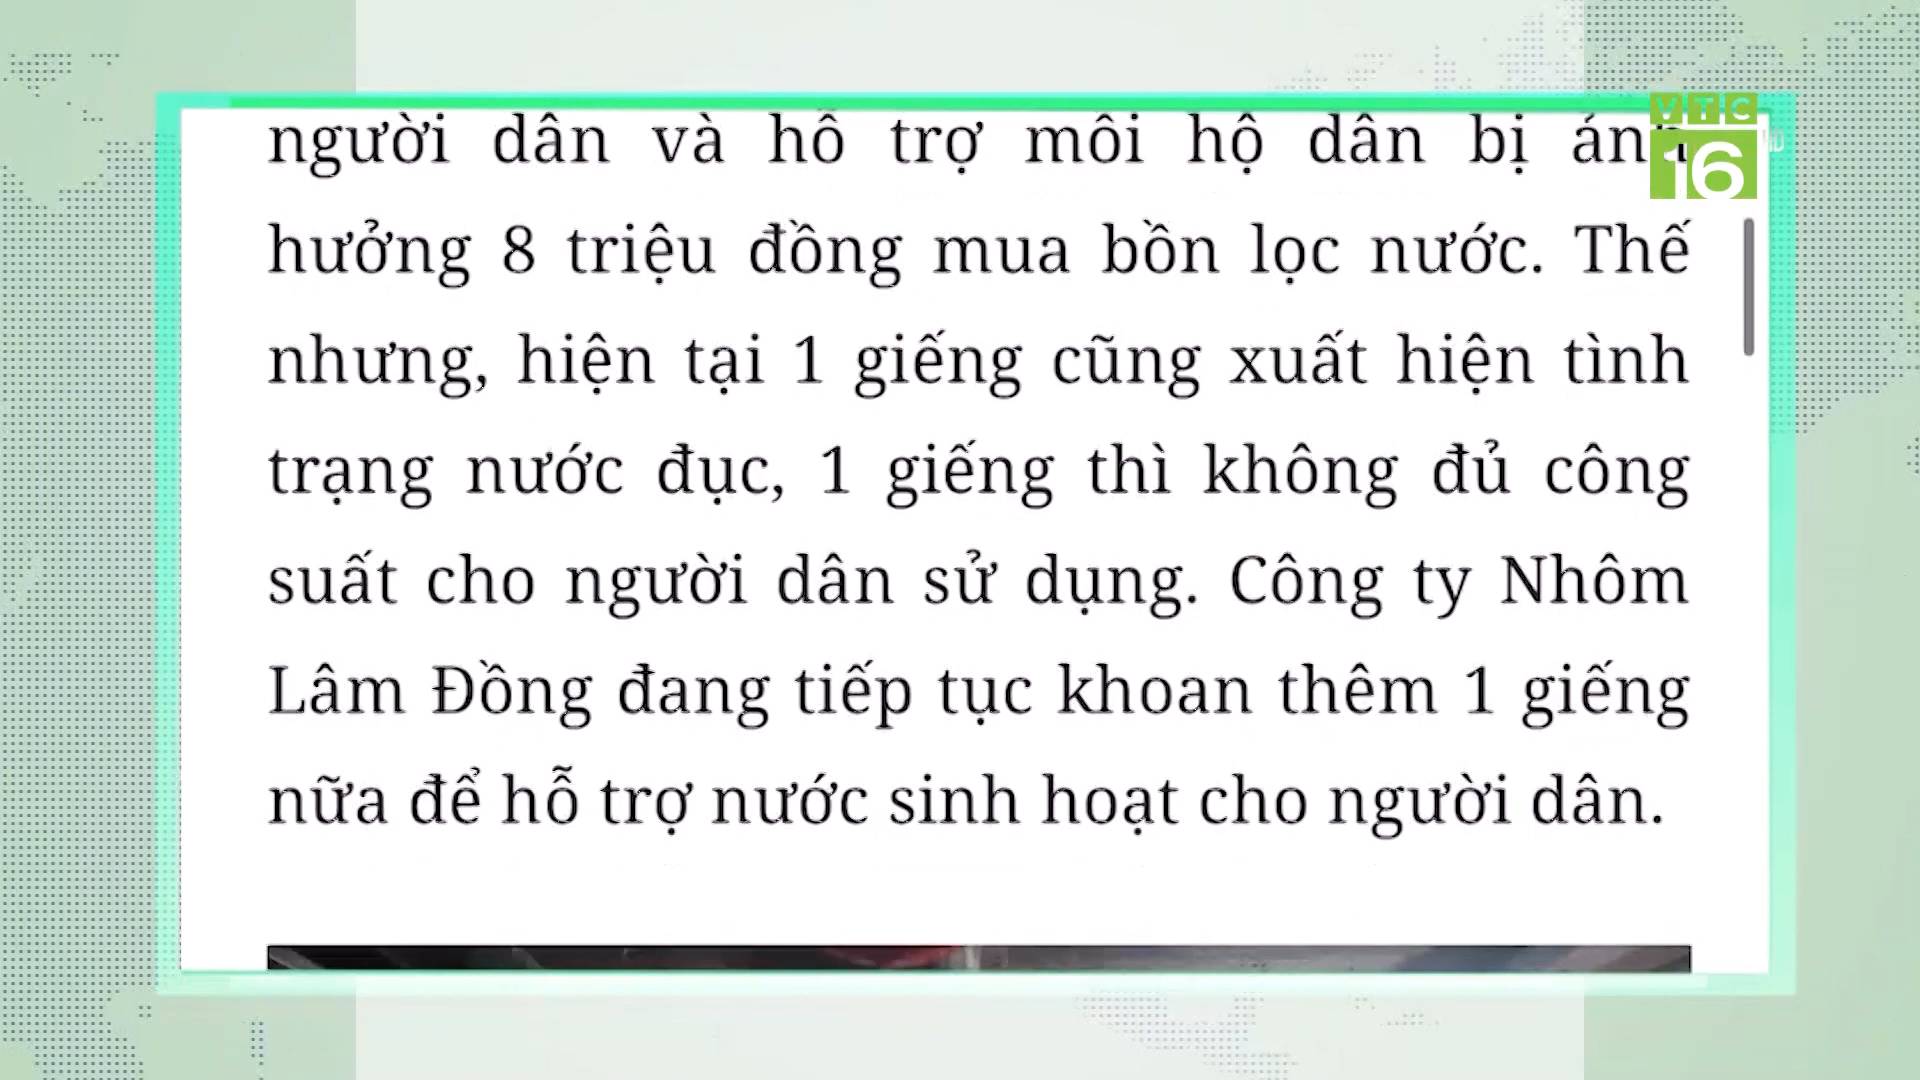 người dân và hỗ trợ mỗi hộ dân bị ảnh
VTC
16
HD
hưởng 8 triệu đồng mua bồn lọc nước. Thế
nhưng, hiện tại 1 giếng cũng xuất hiện tình
trạng nước đục, 1 giếng thì không đủ công
suất cho người dân sử dụng. Công ty Nhôm
Lâm Đồng đang tiếp tục khoan thêm 1 giếng
nữa để hỗ trợ nước sinh hoạt cho người dân.